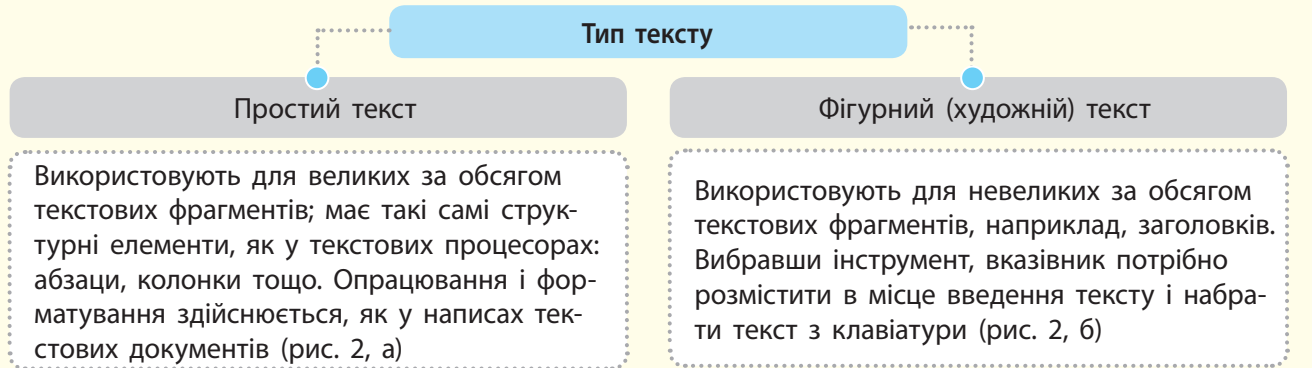 Тип тексту
Простий текст
Використовують для великих за обсягом
текстових фрагментів; має такі самі струк-
турні елементи, як у текстових процесорах:
абзаци, колонки тощо. Опрацювання і фор-
матування здійснюється, як у написах тек-
стових документів (рис. 2, а)
Фігурний (художній) текст
Використовують для невеликих за обсягом
текстових фрагментів, наприклад, заголовків.
Вибравши інструмент, вказівник потрібно
розмістити в місце введення тексту і набра-
ти текст з клавіатури (рис. 2, б)